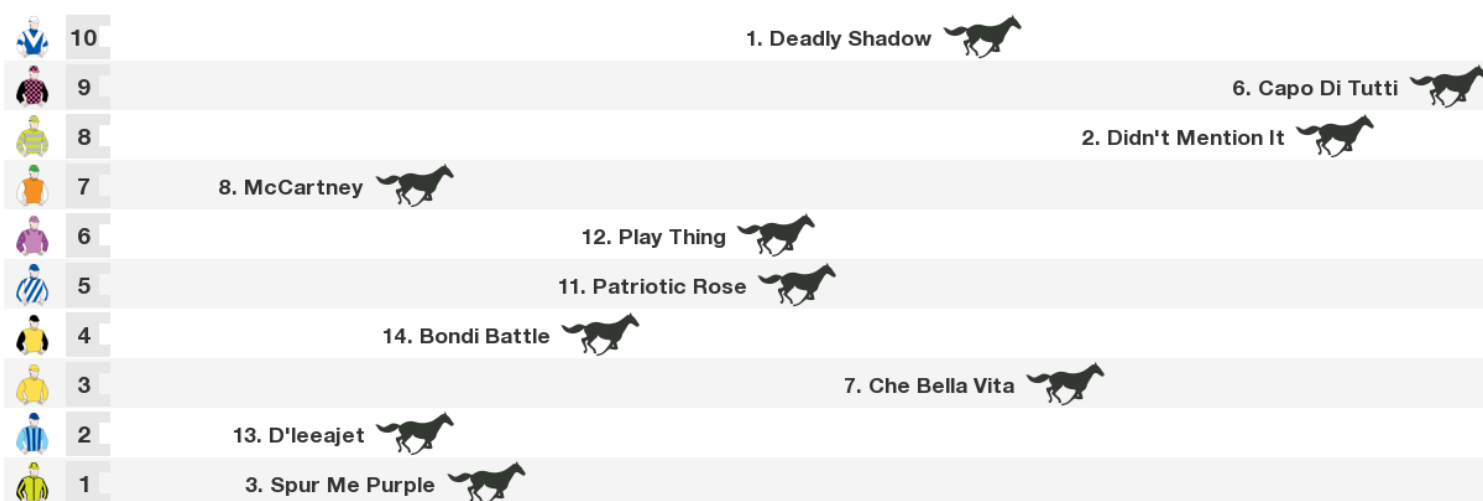 10 1. Deadly Shadow
9 6. Capo Di Tutti
8 2. Didn't Mention It
7 8. McCartney
6 12. Play Thing
5 11. Patriotic Rose
4 14. Bondi Battle
3 7. Che Bella Vita
2 13. D'leeajet
1 3. Spur Me Purple